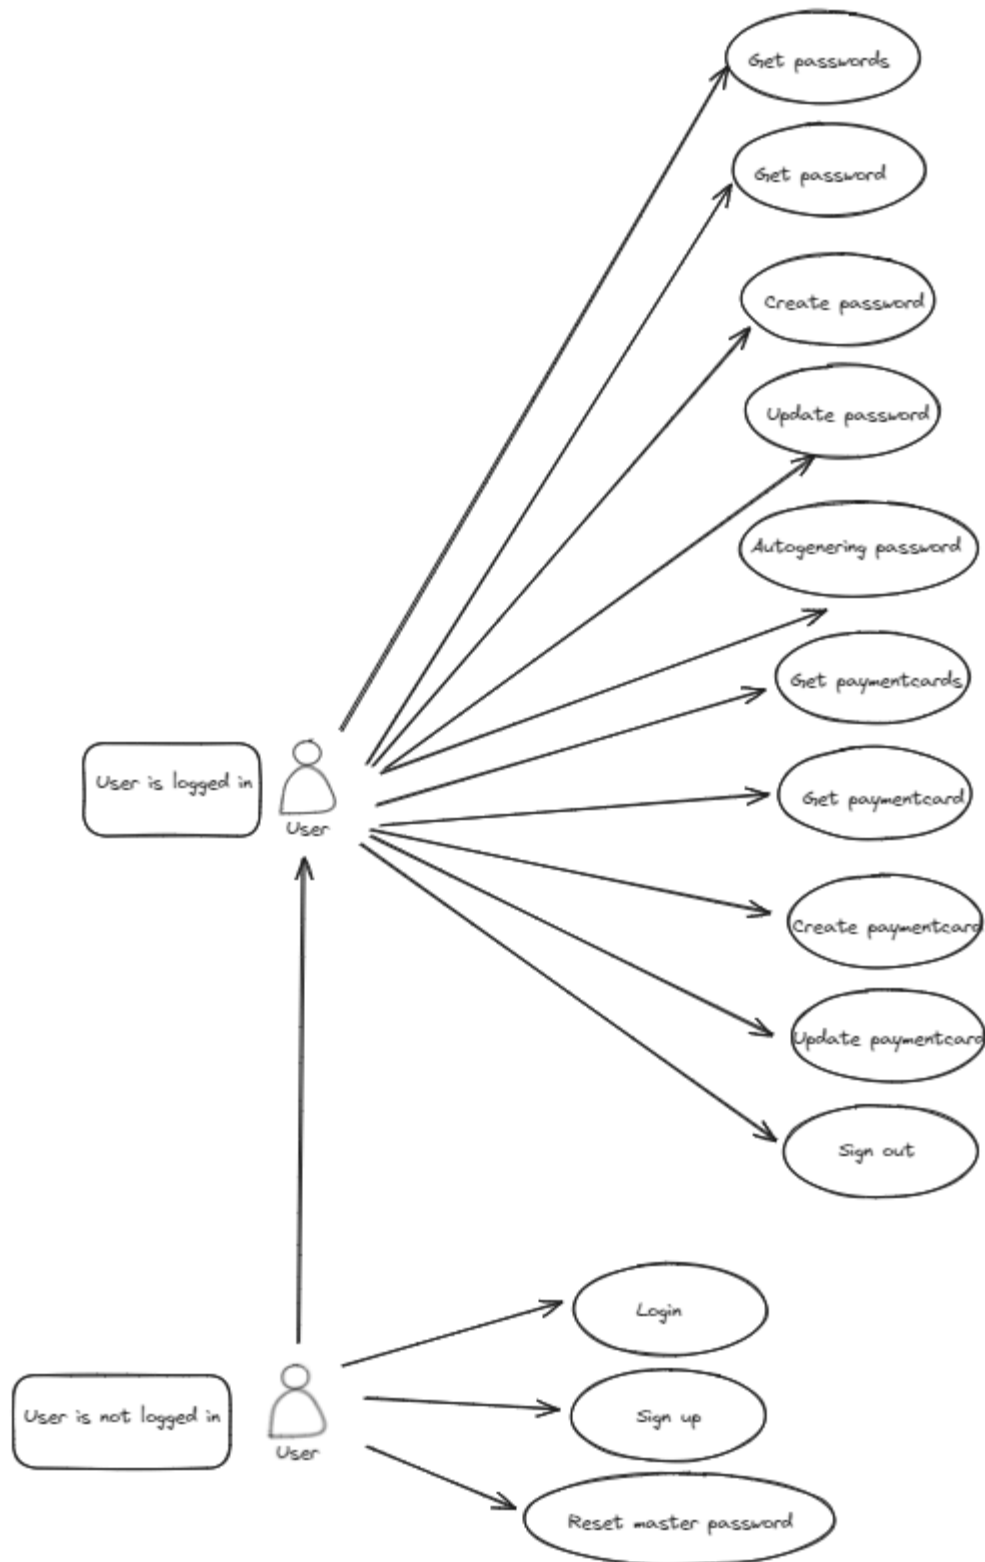 Get passwords
Get password
Create password
Update password
Autogenering password
Get paymentcards
User is logged in
User
Get paymentcard
Create paymentcard
Update paymentcard
Sign out
Login
User is not logged in
User
Sign up
Reset master password